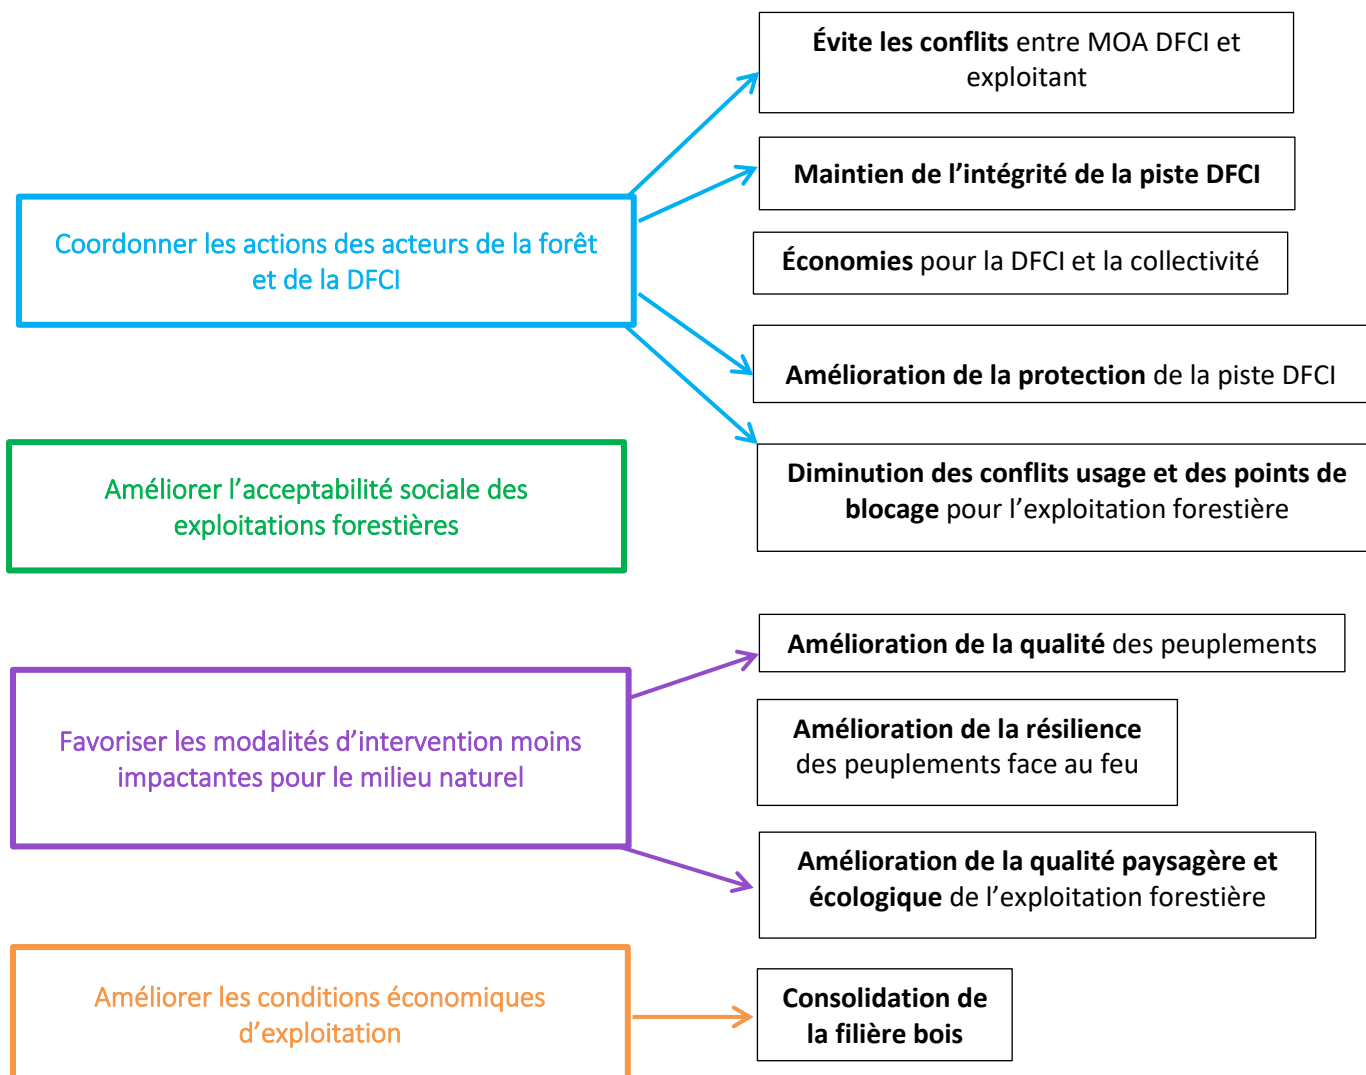 Évite les conflits entre MOA DFCI et
exploitant
Maintien de l’intégrité de la piste DFCI
Coordonner les actions des acteurs de la forêt
et de la DFCI
Économies pour la DFCI et la collectivité
Amélioration de la protection de la piste DFCI
Améliorer l’acceptabilité sociale des
exploitations forestières
Diminution des conflits usage et des points de
blocage pour l’exploitation forestière
Amélioration de la qualité des peuplements
Favoriser les modalités d’intervention moins
impactantes pour le milieu naturel
Amélioration de la résilience
des peuplements face au feu
Amélioration de la qualité paysagère et
écologique de l’exploitation forestière
Améliorer les conditions économiques
d’exploitation
Consolidation de
la filière bois